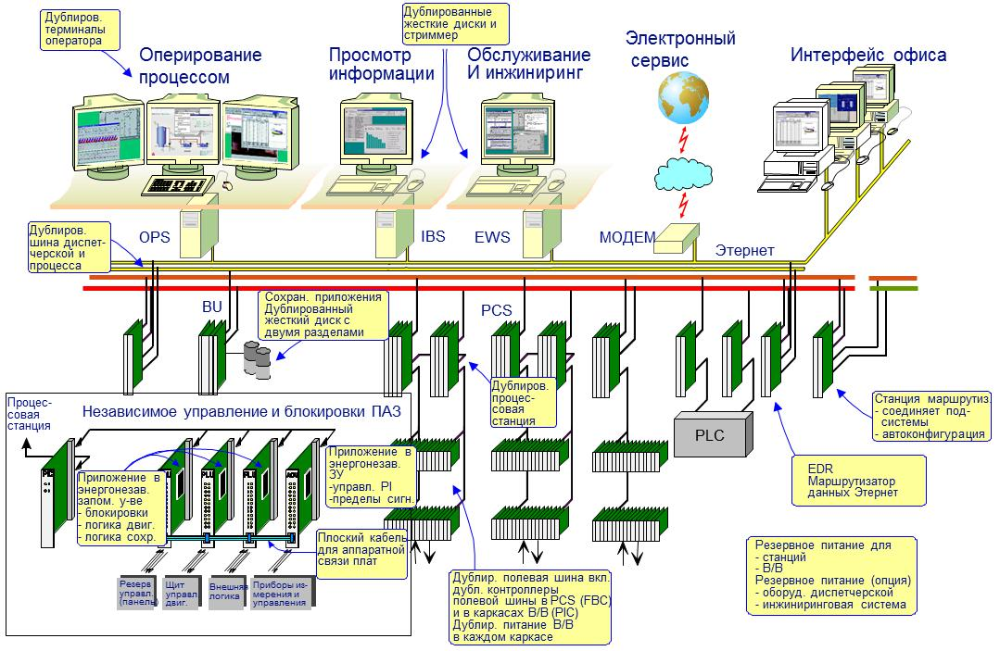 Дублиров.
терминалы
оператора
Дублированные
жесткие диски и
стриммер
Оперирование
процессом
Просмотр
информации
Обслуживание
И инжиниринг
Электронный
сервис
Интерфейс офиса
OPS
IBS
EWS
МОДЕМ
Этернет
Дублиров.
шина диспет-
черской и
процесса
BU
Сохран. приложения
Дублированный
жесткий диск с
двумя разделами
PCS
Дублиров.
процес-
совая
станция
PLC
Станция маршрутиз.
- соединяет под-
системы
- автоконфигурация
EDR
Маршрутизатор
данных Этернет
Процес-
совая
станция
Независимое управление и блокировки ПАЗ
Приложение в
энергонезав.
запом. у-ве
- блокировки
- логика двиг.
- логика сохр.
PLU
FLU
AOU
Приложение в
энергонезав.
ЗУ
-управл. PI
-пределы сигн.
Плоский кабель
для аппаратной
связи плат
Резерв
управл.
(панель)
Щит
управл
двиг.
Внешняя
логика
Приборы из-
мерения и
управления
Дублир. полевая шина вкл.
дубл. контроллеры
полевой шины в PCS (FBC)
и в каркасах В/В (PIC)
Дублир. питание В/В
в каждом каркасе
Резервное питание для
- станций
- В/В
Резервное питание (опция)
- оборуд. диспетчерской
- инжиниринговая система